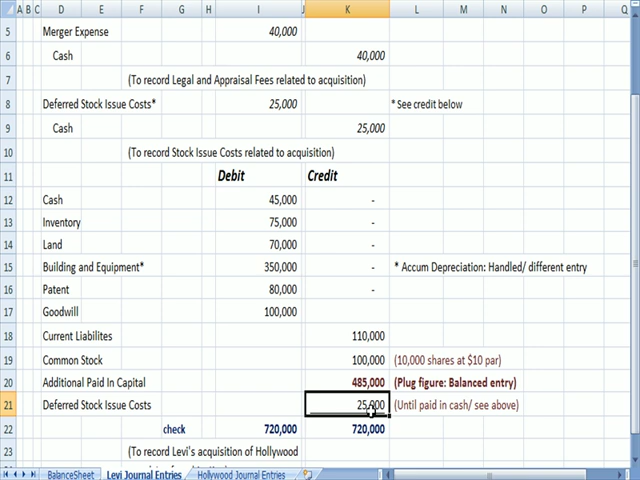 A B C D E F G H I J K L M N O P Q
5 Merger Expense 40,000
6 Cash 40,000
7 (To record Legal and Appraisal Fees related to acquisition)
8 Deferred Stock Issue Costs* 25,000 * See credit below
9 Cash 25,000
10 (To record Stock Issue Costs related to acquisition)
11 Debit Credit
12 Cash 45,000 -
13 Inventory 75,000 -
14 Land 70,000 -
15 Building and Equipment* 350,000 - * Accum Depreciation: Handled/ different entry
16 Patent 80,000 -
17 Goodwill 100,000
18 Current Liabilites 110,000
19 Common Stock 100,000 (10,000 shares at $10 par)
20 Additional Paid In Capital 485,000 (Plug figure: Balanced entry)
21 Deferred Stock Issue Costs 25,000 (Until paid in cash/ see above)
22 check 720,000 720,000
23 (To record Levi's acquisition of Hollywood
BalanceSheet Levi Journal Entries Hollywood Journal Entries